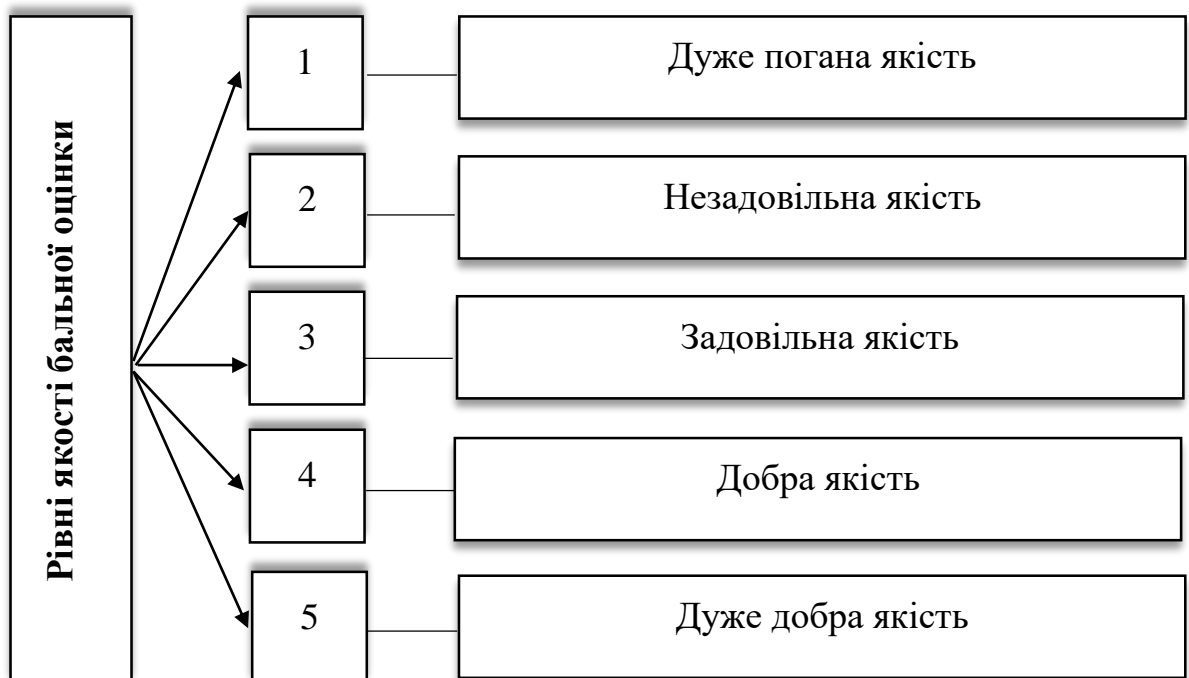 Рівні якості бальної оцінки
1
Дуже погана якість
2
Незадовільна якість
3
Задовільна якість
4
Добра якість
5
Дуже добра якість